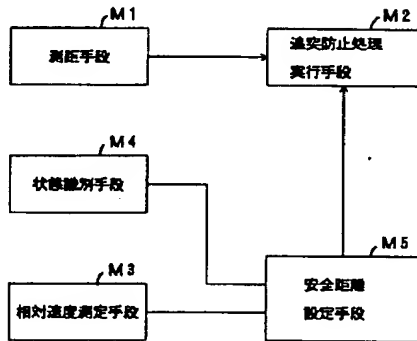 M1
測距手段
M2
追突防止処理
実行手段
M4
状態識別手段
M3
相対速度測定手段
M5
安全距離
設定手段